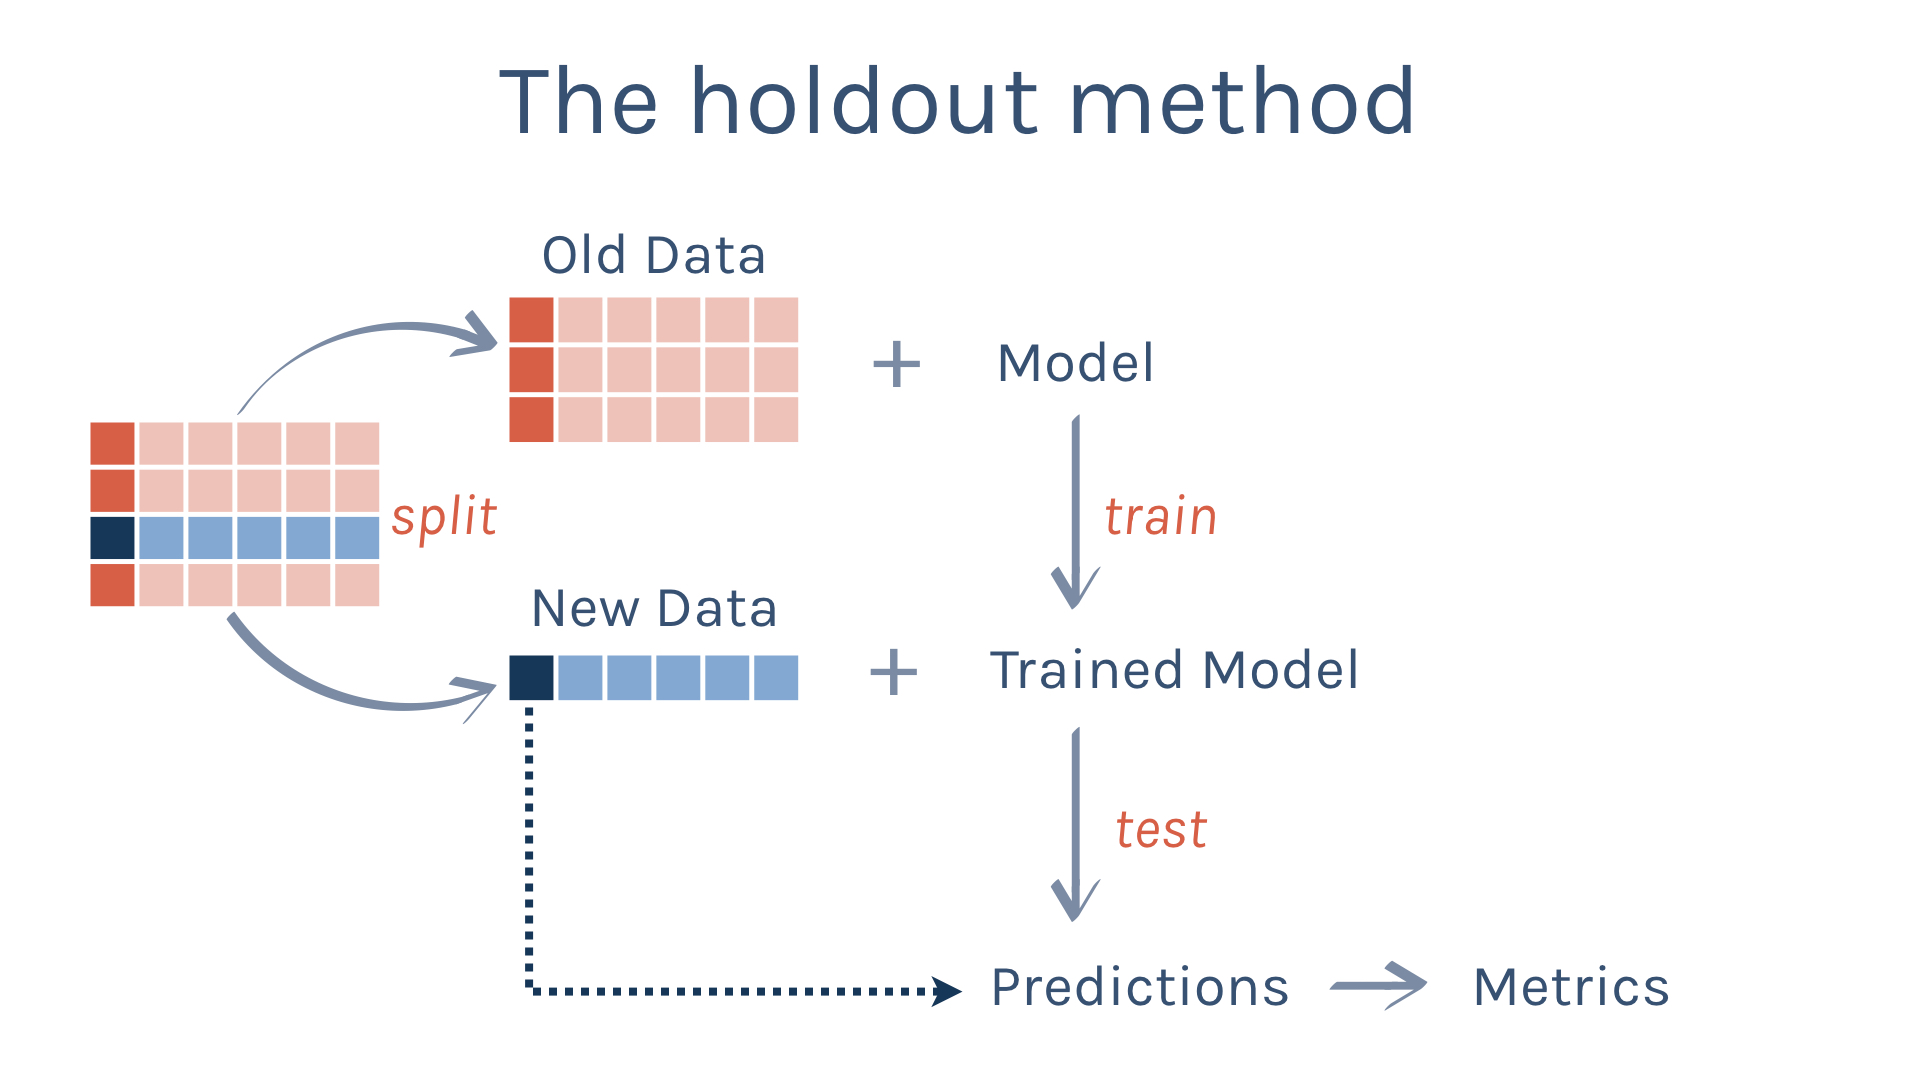 The holdout method
Old Data
+ Model
split
train
New Data
+ Trained Model
test
Predictions
Metrics